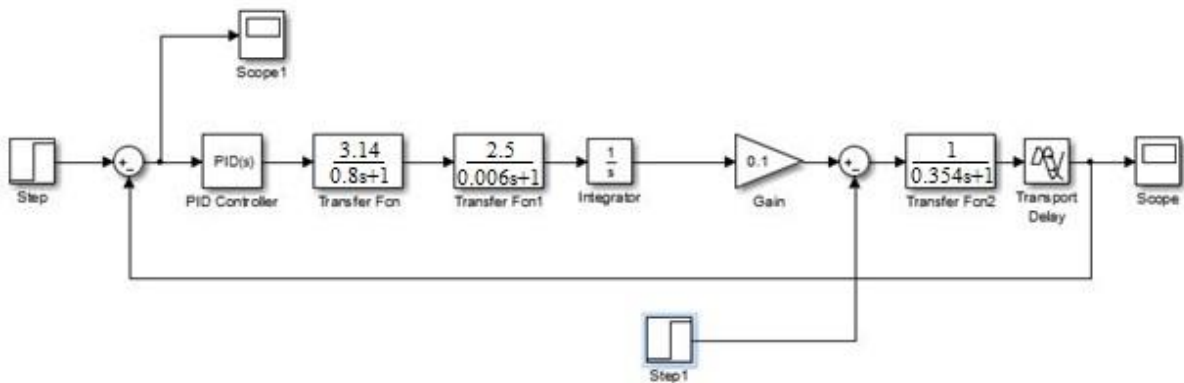 Scope1
+
−
PID(s)
3.14
0.8s+1
2.5
0.006s+1
1
s
0.1
+
−
1
0.354s+1
Step
PID Controller
Transfer Fcn
Transfer Fcn1
Integrator
Gain
Transfer Fcn2
Transport
Delay
Scope
Step1